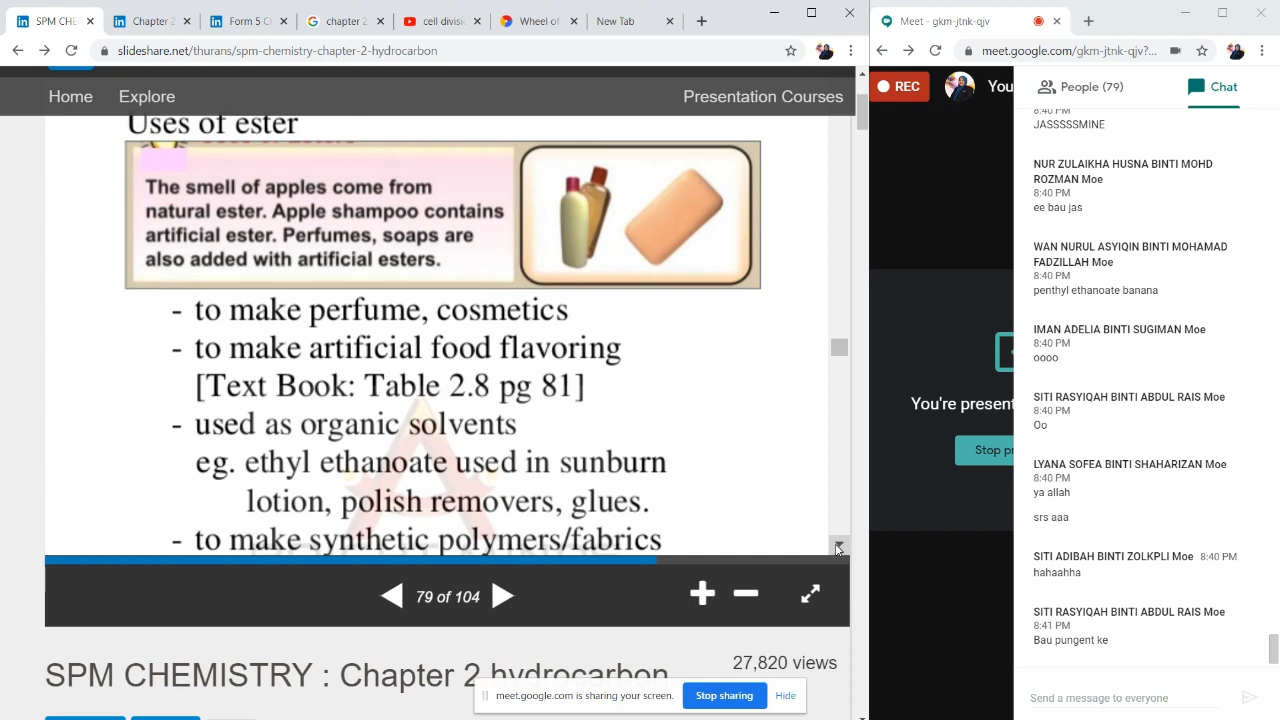 SPM CHE
Chapter 2
Form 5 C
chapter 2
cell divisi
Wheel of
New Tab
slideshare.net/thurans/spm-chemistry-chapter-2-hydrocarbon
Home
Explore
Presentation Courses
Uses of ester
The smell of apples come from
natural ester. Apple shampoo contains
artificial ester. Perfumes, soaps are
also added with artificial esters.
- to make perfume, cosmetics
- to make artificial food flavoring
[Text Book: Table 2.8 pg 81]
- used as organic solvents
eg. ethyl ethanoate used in sunburn
lotion, polish removers, glues.
- to make synthetic polymers/fabrics
79 of 104
SPM CHEMISTRY : Chapter 2 hydrocarbon
27,820 views
meet.google.com is sharing your screen.
Stop sharing
Hide
Meet - gkm-jtnk-qjv
meet.google.com/gkm-jtnk-qjv?...
REC
You
People (79)
Chat
You're present
Stop pr
8:40 PM
JASSSSSMINE
NUR ZULAIKHA HUSNA BINTI MOHD
ROZMAN Moe
8:40 PM
ee bau jas
WAN NURUL ASYIQIN BINTI MOHAMAD
FADZILLAH Moe
8:40 PM
penthyl ethanoate banana
IMAN ADELIA BINTI SUGIMAN Moe
8:40 PM
oooo
SITI RASYIQAH BINTI ABDUL RAIS Moe
8:40 PM
Oo
LYANA SOFEA BINTI SHAHARIZAN Moe
8:40 PM
ya allah
srs aaa
SITI ADIBAH BINTI ZOLKPLI Moe 8:40 PM
hahaahha
SITI RASYIQAH BINTI ABDUL RAIS Moe
8:41 PM
Bau pungent ke
Send a message to everyone